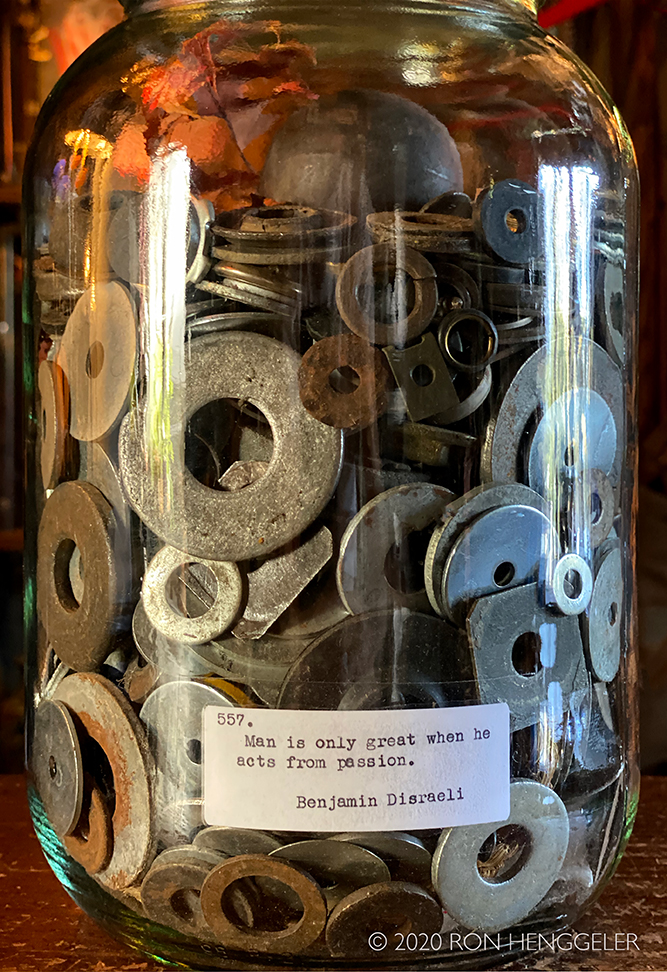 557.
Man is only great when he
acts from passion.
Benjamin Disraeli
© 2020 RON HENGGELER